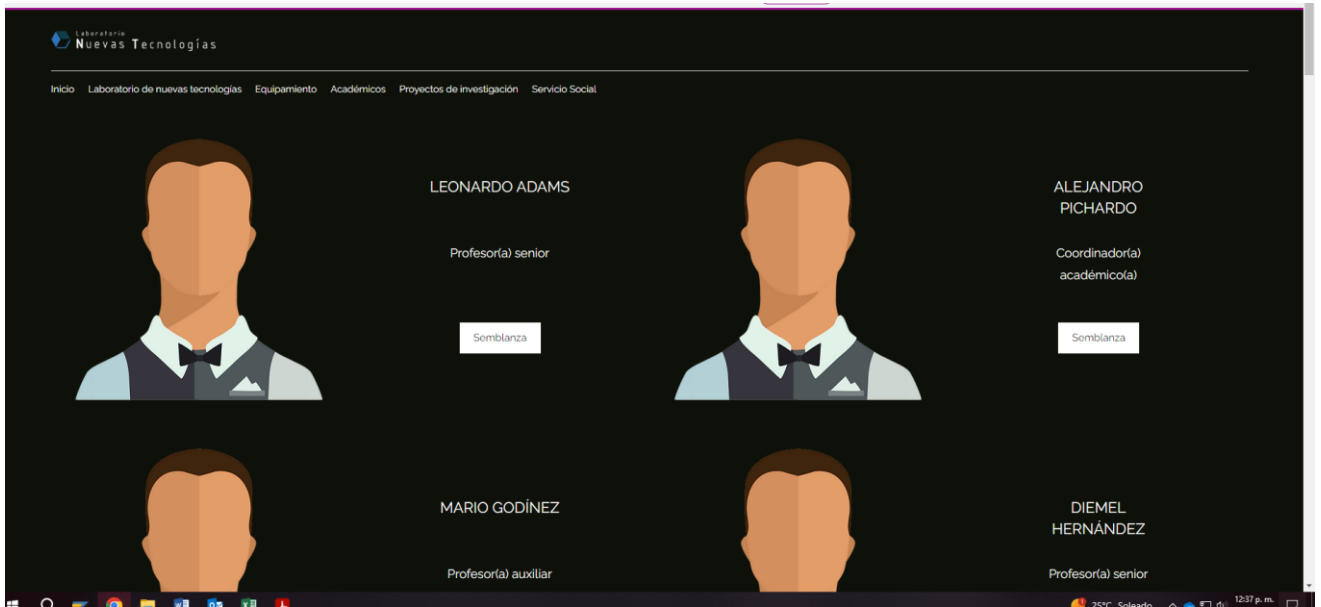 Laboratorio
Nuevas Tecnologías
Inicio Laboratorio de nuevas tecnologías Equipamiento Académicos Proyectos de investigación Servicio Social
LEONARDO ADAMS
Profesor(a) senior
Semblanza
ALEJANDRO
PICHARDO
Coordinador(a)
académico(a)
Semblanza
MARIO GODÍNEZ
Profesor(a) auxiliar
DIEMEL
HERNÁNDEZ
Profesor(a) senior
25°C Soleado
12:37 p. m.